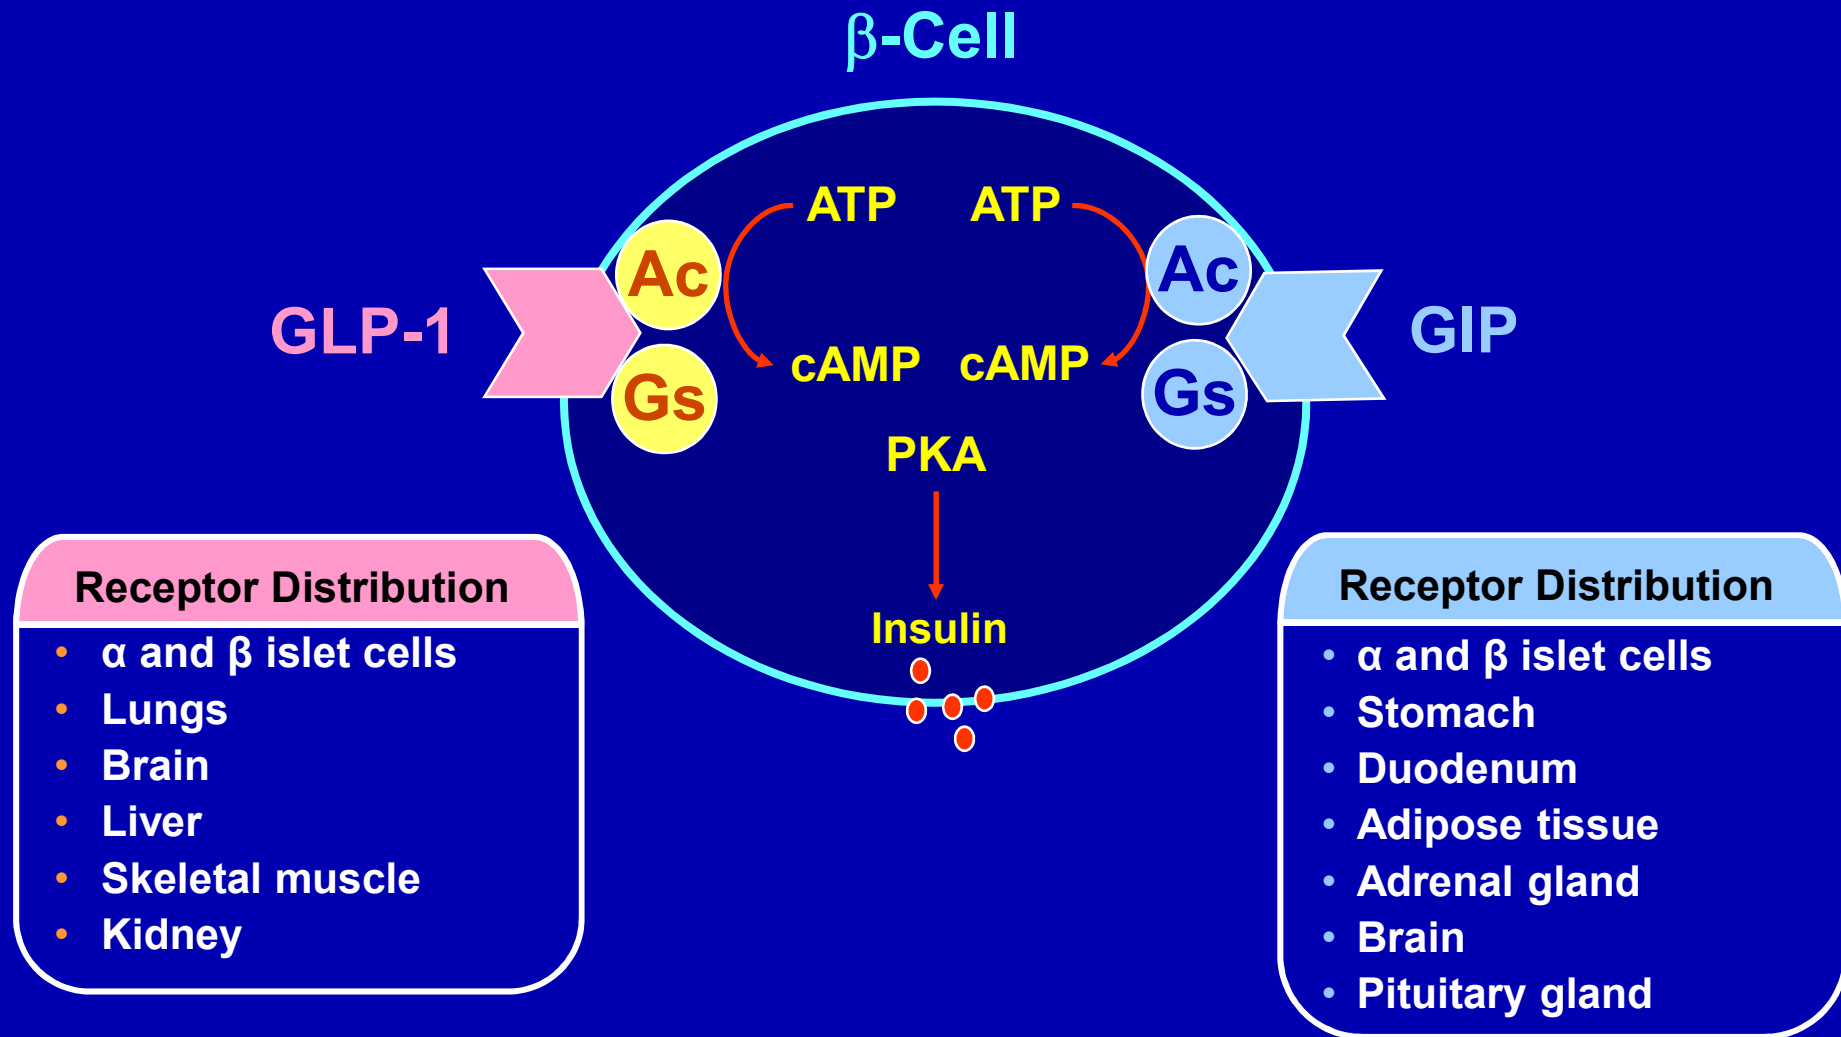 β-Cell
ATP ATP
Ac Ac
GLP-1 GIP
cAMP cAMP
Gs Gs
PKA
Insulin
Receptor Distribution
• α and β islet cells
• Lungs
• Brain
• Liver
• Skeletal muscle
• Kidney
Receptor Distribution
• α and β islet cells
• Stomach
• Duodenum
• Adipose tissue
• Adrenal gland
• Brain
• Pituitary gland